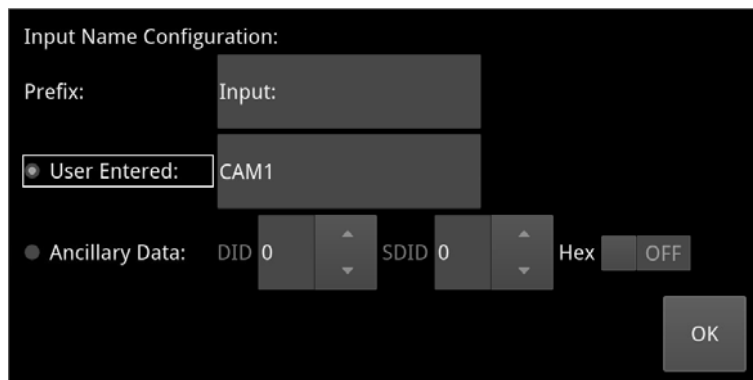 Input Name Configuration:
Prefix: Input:
User Entered: CAM1
Ancillary Data: DID 0 SDID 0 Hex OFF
OK